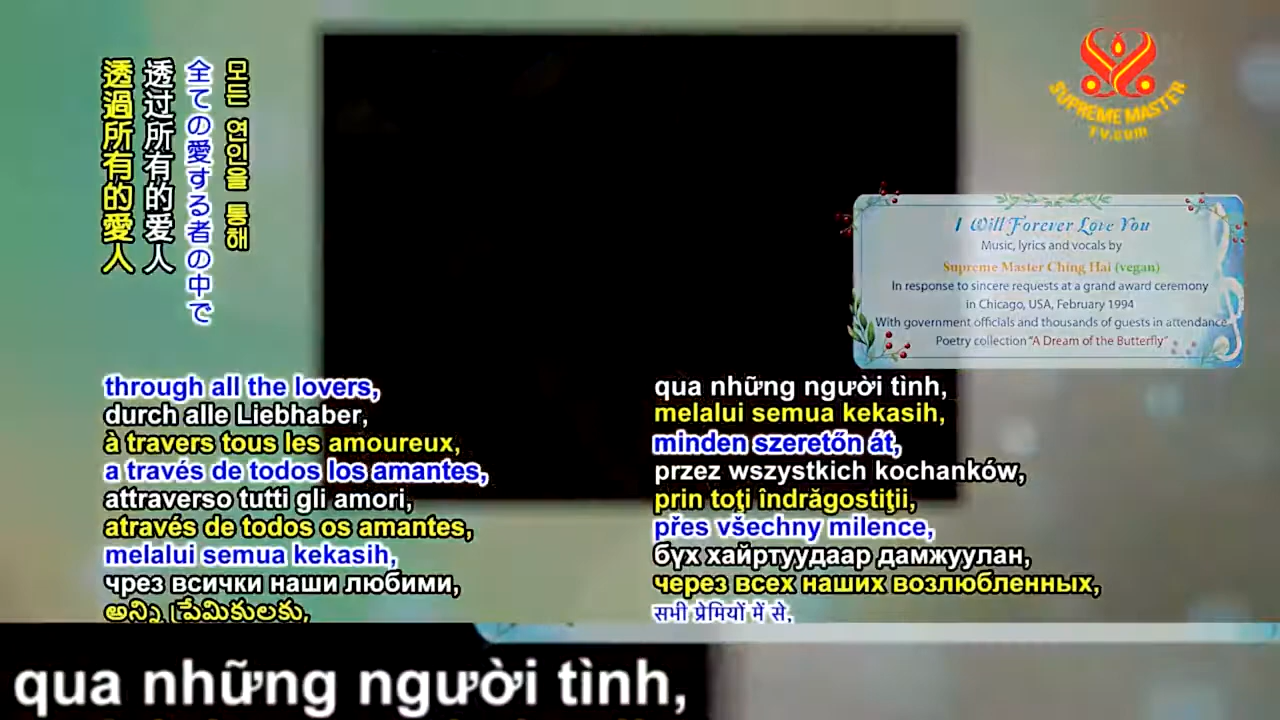 透過所有的愛人
透过所有的爱人
全ての愛する者の中で
모든 연인을 통해
SUPREME MASTER
TV.com
I Will Forever Love You
Music, lyrics and vocals by
Supreme Master Ching Hai (vegan)
In response to sincere requests at a grand award ceremony
in Chicago, USA, February 1994
With government officials and thousands of guests in attendance
Poetry collection "A Dream of the Butterfly"
through all the lovers,
durch alle Liebhaber,
à travers tous les amoureux,
a través de todos los amantes,
attraverso tutti gli amori,
através de todos os amantes,
melalui semua kekasih,
чрез всички наши любими,
అన్ని ప్రేమికులకు,
qua những người tình,
melalui semua kekasih,
minden szeretőn át,
przez wszystkich kochanków,
prin toţi îndrăgostiţii,
přes všechny milence,
бүх хайртуудаар дамжуулан,
через всех наших возлюбленных,
सभी प्रेमियों में से,
qua những người tình,